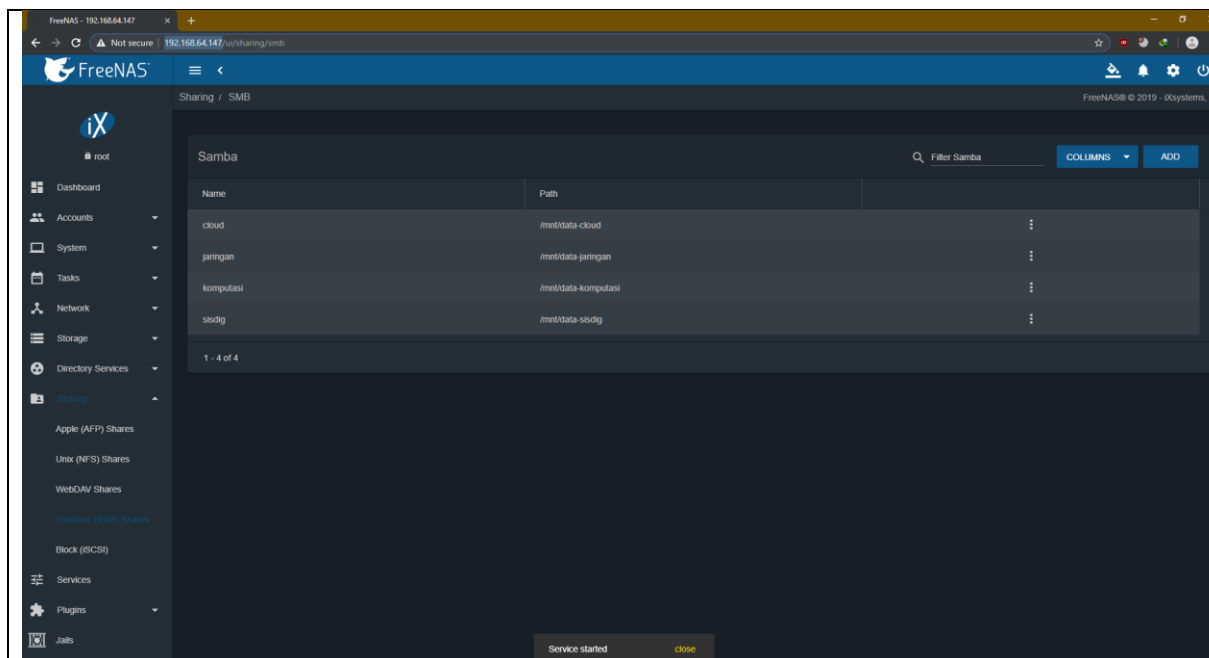 FreeNAS - 192.168.64.147
Not secure | 192.168.64.147/ui/sharing/smb
FreeNAS
Sharing / SMB
FreeNAS® © 2019 - iXsystems,
iX
root
Samba
Filter Samba
COLUMNS
ADD
Name Path
cloud /mnt/data-cloud
jaringan /mnt/data-jaringan
komputasi /mnt/data-komputasi
sisdig /mnt/data-sisdig
1 - 4 of 4
Dashboard
Accounts
System
Tasks
Network
Storage
Directory Services
Sharing
Apple (AFP) Shares
Unix (NFS) Shares
WebDAV Shares
Windows (SMB) Shares
Block (iSCSI)
Services
Plugins
Jails
Service started close